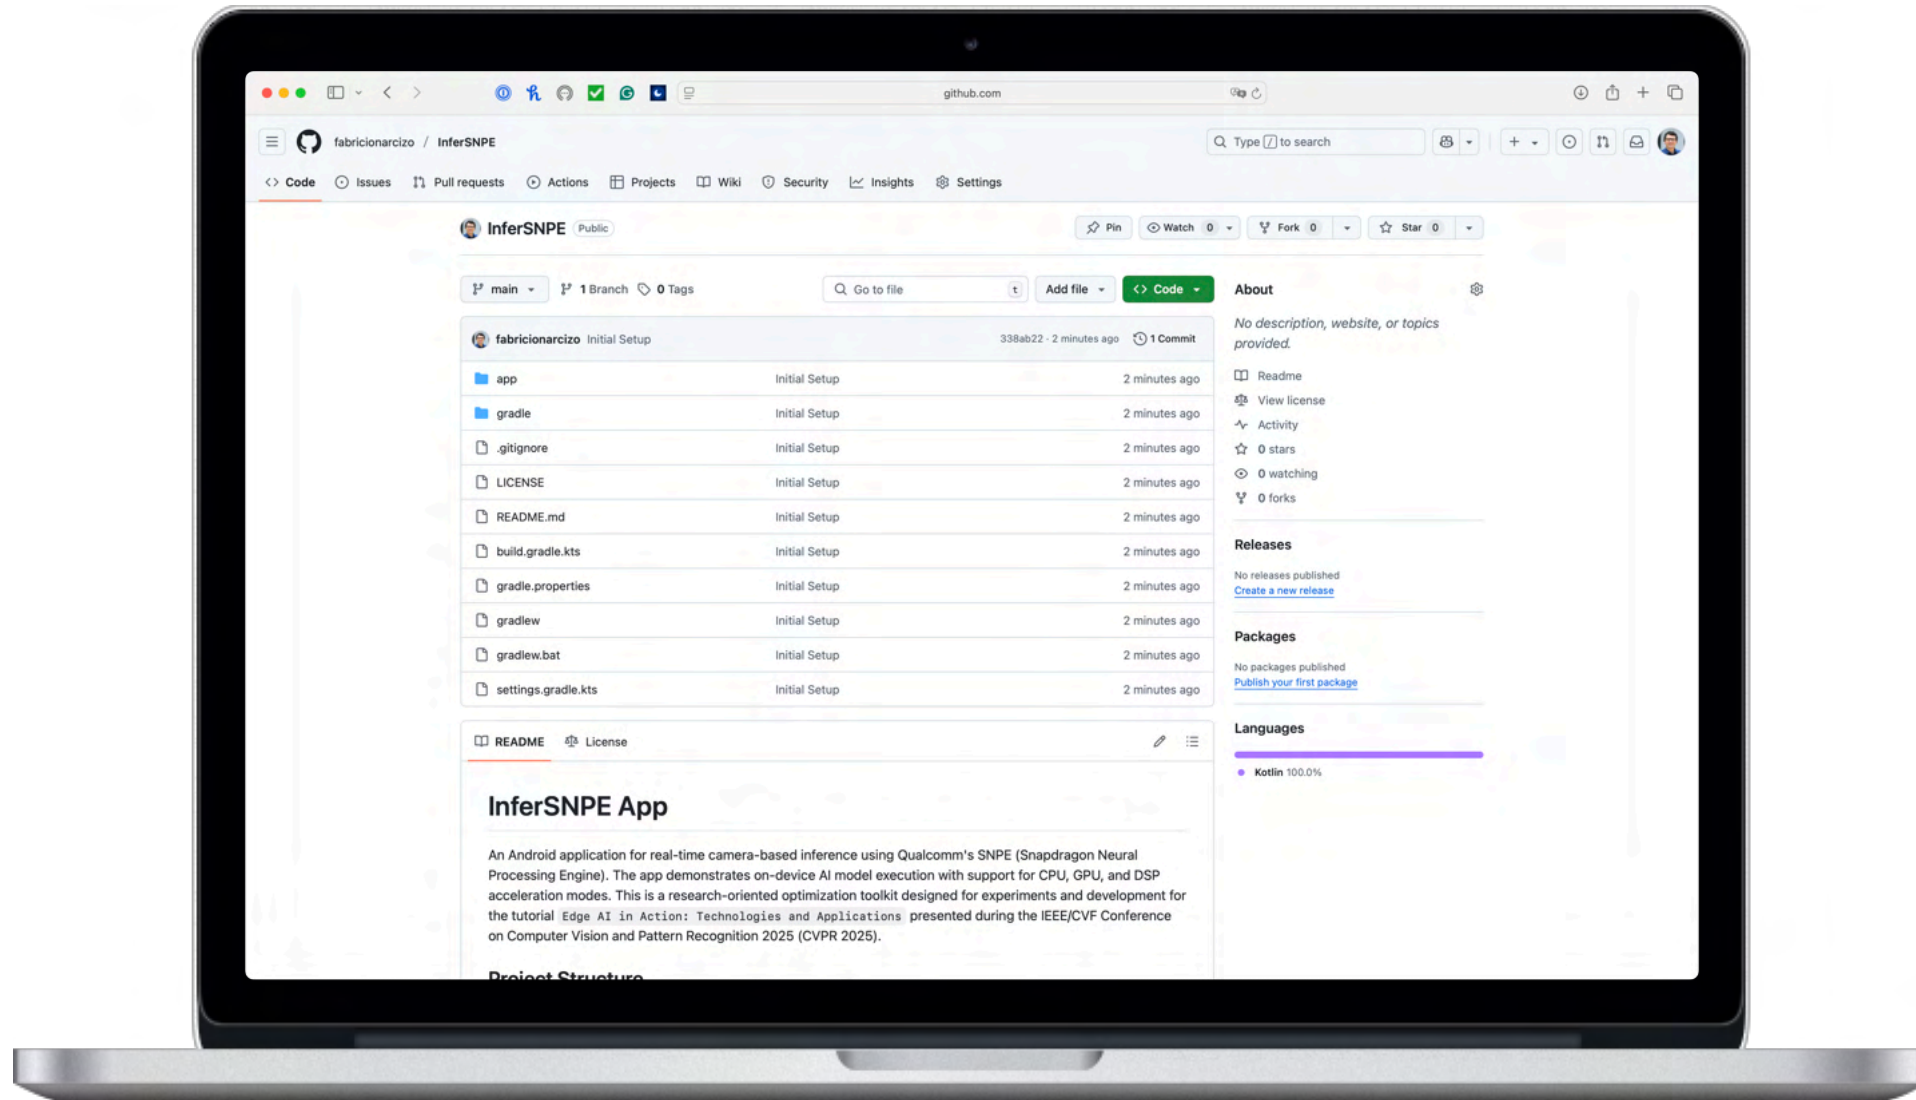 github.com
fabricionarcizo / InferSNPE
Type / to search
Code Issues Pull requests Actions Projects Wiki Security Insights Settings
InferSNPE Public
Pin Watch 0 Fork 0 Star 0
main 1 Branch 0 Tags
Go to file t Add file Code
fabricionarcizo Initial Setup 338ab22 · 2 minutes ago 1 Commit
app Initial Setup 2 minutes ago
gradle Initial Setup 2 minutes ago
.gitignore Initial Setup 2 minutes ago
LICENSE Initial Setup 2 minutes ago
README.md Initial Setup 2 minutes ago
build.gradle.kts Initial Setup 2 minutes ago
gradle.properties Initial Setup 2 minutes ago
gradlew Initial Setup 2 minutes ago
gradlew.bat Initial Setup 2 minutes ago
settings.gradle.kts Initial Setup 2 minutes ago
README License
InferSNPE App
An Android application for real-time camera-based inference using Qualcomm's SNPE (Snapdragon Neural
Processing Engine). The app demonstrates on-device AI model execution with support for CPU, GPU, and DSP
acceleration modes. This is a research-oriented optimization toolkit designed for experiments and development for
the tutorial Edge AI in Action: Technologies and Applications presented during the IEEE/CVF Conference
on Computer Vision and Pattern Recognition 2025 (CVPR 2025).
Project Structure
About
No description, website, or topics
provided.
Readme
View license
Activity
0 stars
0 watching
0 forks
Releases
No releases published
Create a new release
Packages
No packages published
Publish your first package
Languages
Kotlin 100.0%